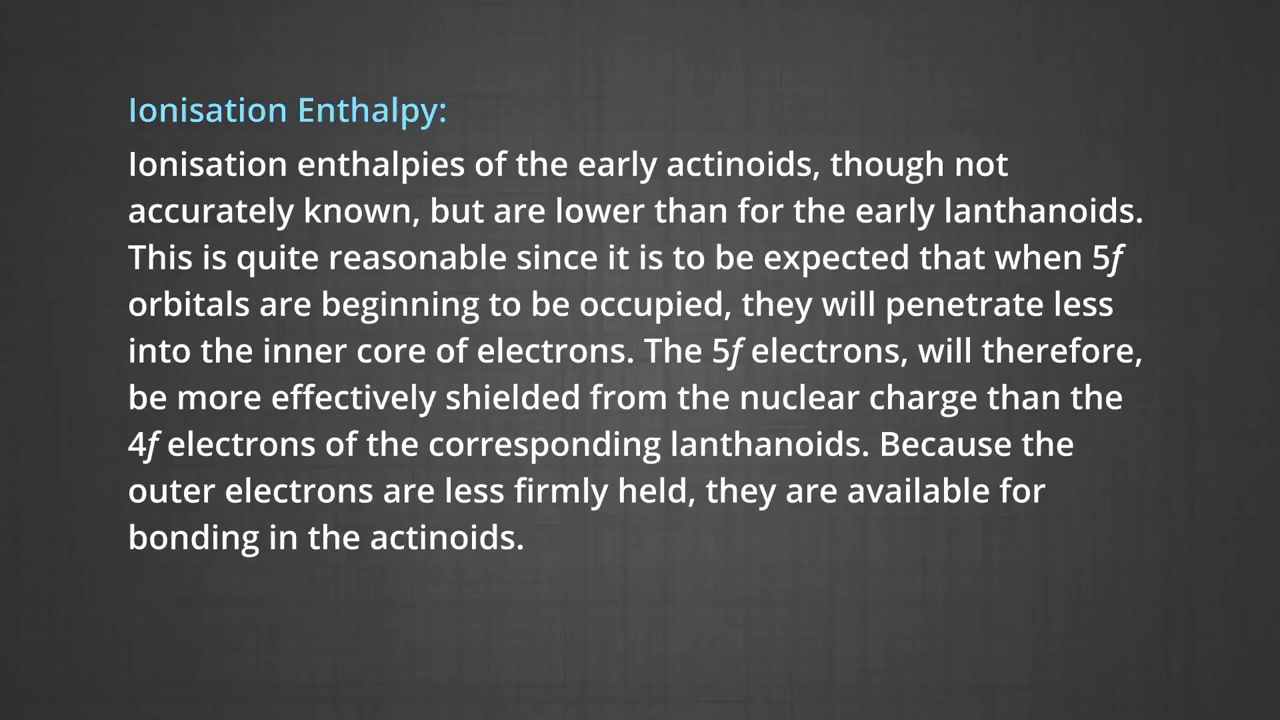 Ionisation Enthalpy:
Ionisation enthalpies of the early actinoids, though not
accurately known, but are lower than for the early lanthanoids.
This is quite reasonable since it is to be expected that when 5f
orbitals are beginning to be occupied, they will penetrate less
into the inner core of electrons. The 5f electrons, will therefore,
be more effectively shielded from the nuclear charge than the
4f electrons of the corresponding lanthanoids. Because the
outer electrons are less firmly held, they are available for
bonding in the actinoids.